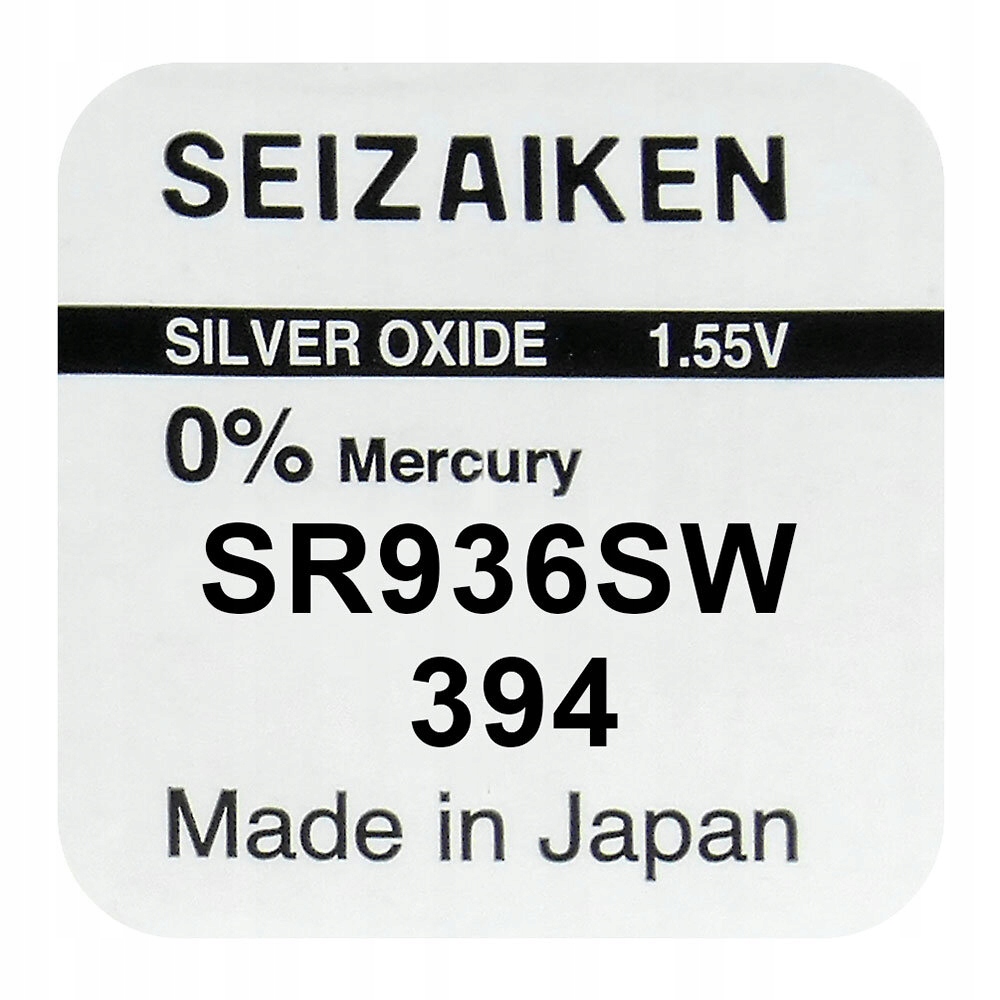 SEIZAIKEN
SILVER OXIDE 1.55V
0% Mercury
SR936SW
394
Made in Japan